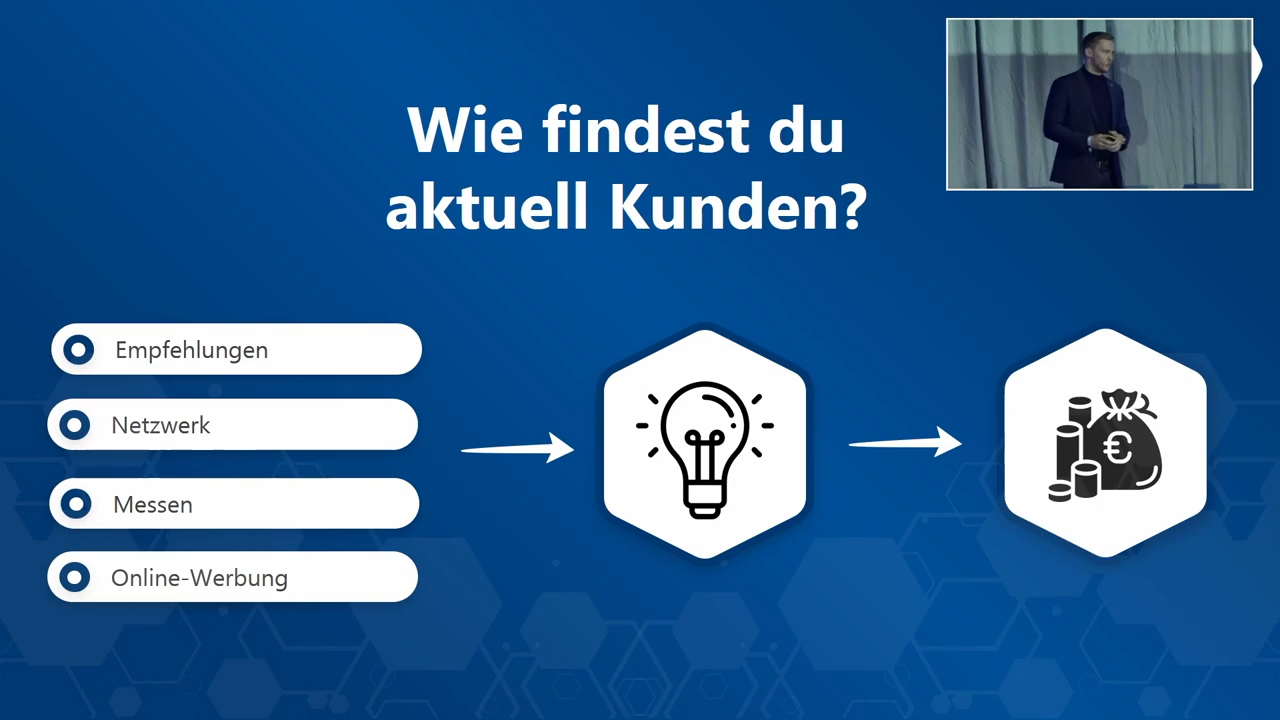 Wie findest du
aktuell Kunden?
Empfehlungen
Netzwerk
Messen
Online-Werbung
€